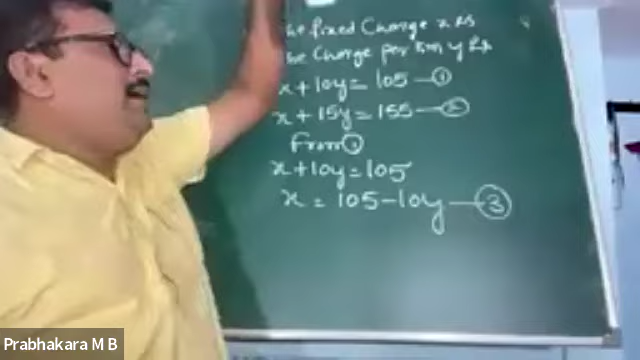 be fixed Charge x Rs
be Charge per km y Rs
x + 10y = 105 — ①
x + 15y = 155 — ②
From ①
x + 10y = 105
x = 105 - 10y — ③
Prabhakara M B